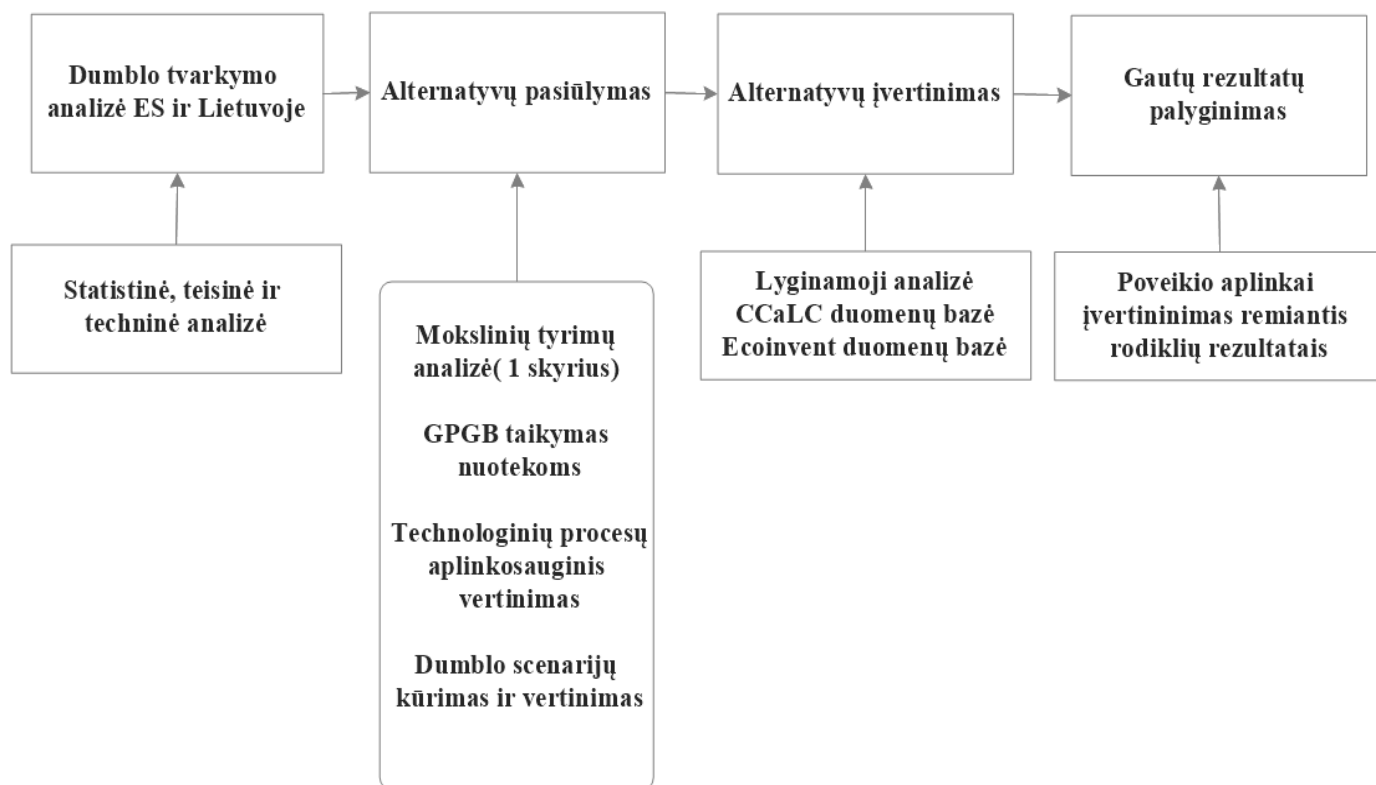 Dumblo tvarkymo
analizė ES ir Lietuvoje
Alternatyvų pasiūlymas
Alternatyvų įvertinimas
Gautų rezultatų
palyginimas
Statistinė, teisinė ir
techninė analizė
Mokslinių tyrimų
analizė( 1 skyrius)
GPGB taikymas
nuotekoms
Technologinių procesų
aplinkosauginis
vertinimas
Dumblo scenarijų
kūrimas ir vertinimas
Lyginamoji analizė
CCaLC duomenų bazė
Ecoinvent duomenų bazė
Poveikio aplinkai
įvertininimas remiantis
rodiklių rezultatais